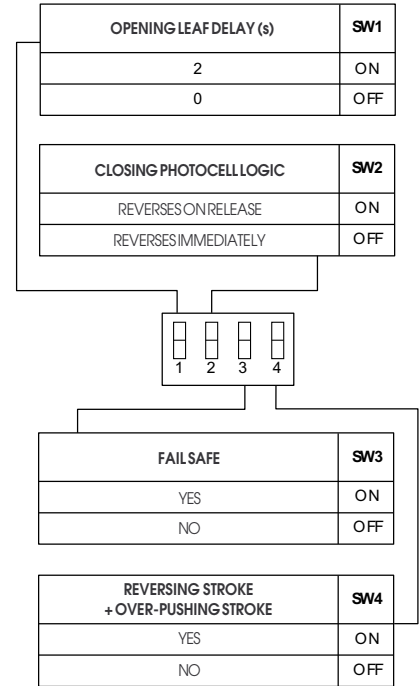 OPENING LEAF DELAY (s) SW1
2 ON
0 OFF
CLOSING PHOTOCELL LOGIC SW2
REVERSES ON RELEASE ON
REVERSES IMMEDIATELY OFF
1 2 3 4
FAIL SAFE SW3
YES ON
NO OFF
REVERSING STROKE
+ OVER-PUSHING STROKE SW4
YES ON
NO OFF